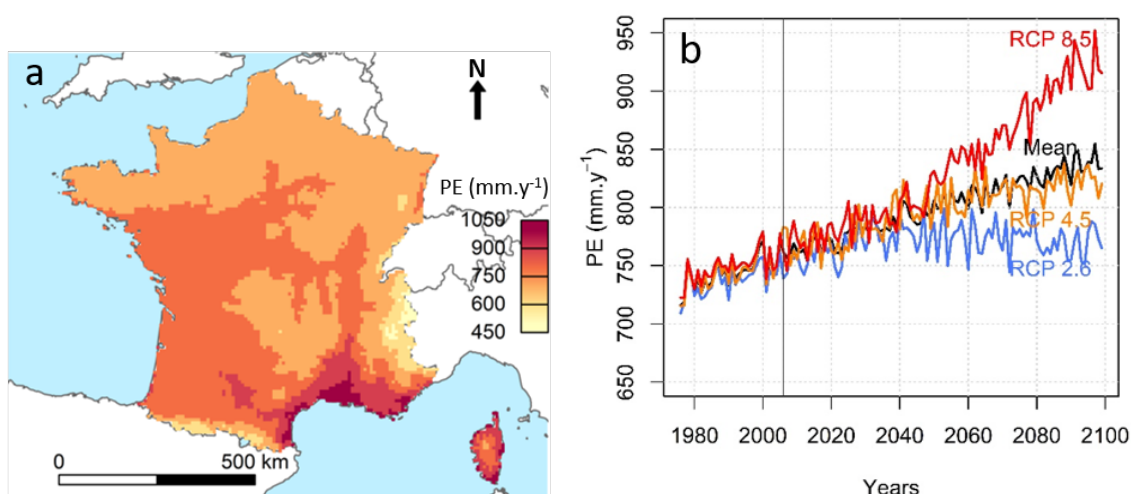 a
N
PE (mm.y-1)
1050
900
750
600
450
0 500 km
b
PE (mm.y−1)
950
900
850
800
750
700
650
RCP 8.5
Mean
RCP 4.5
RCP 2.6
1980 2000 2020 2040 2060 2080 2100
Years